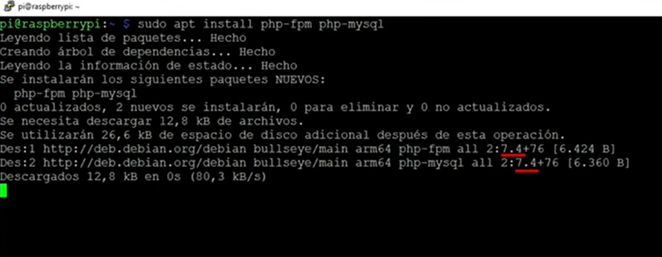 pi@raspberrypi: ~
pi@raspberrypi:~ $ sudo apt install php-fpm php-mysql
Leyendo lista de paquetes... Hecho
Creando árbol de dependencias... Hecho
Leyendo la información de estado... Hecho
Se instalarán los siguientes paquetes NUEVOS:
  php-fpm php-mysql
0 actualizados, 2 nuevos se instalarán, 0 para eliminar y 0 no actualizados.
Se necesita descargar 12,8 kB de archivos.
Se utilizarán 26,6 kB de espacio de disco adicional después de esta operación.
Des:1 http://deb.debian.org/debian bullseye/main arm64 php-fpm all 2:7.4+76 [6.424 B]
Des:2 http://deb.debian.org/debian bullseye/main arm64 php-mysql all 2:7.4+76 [6.360 B]
Descargados 12,8 kB en 0s (80,3 kB/s)